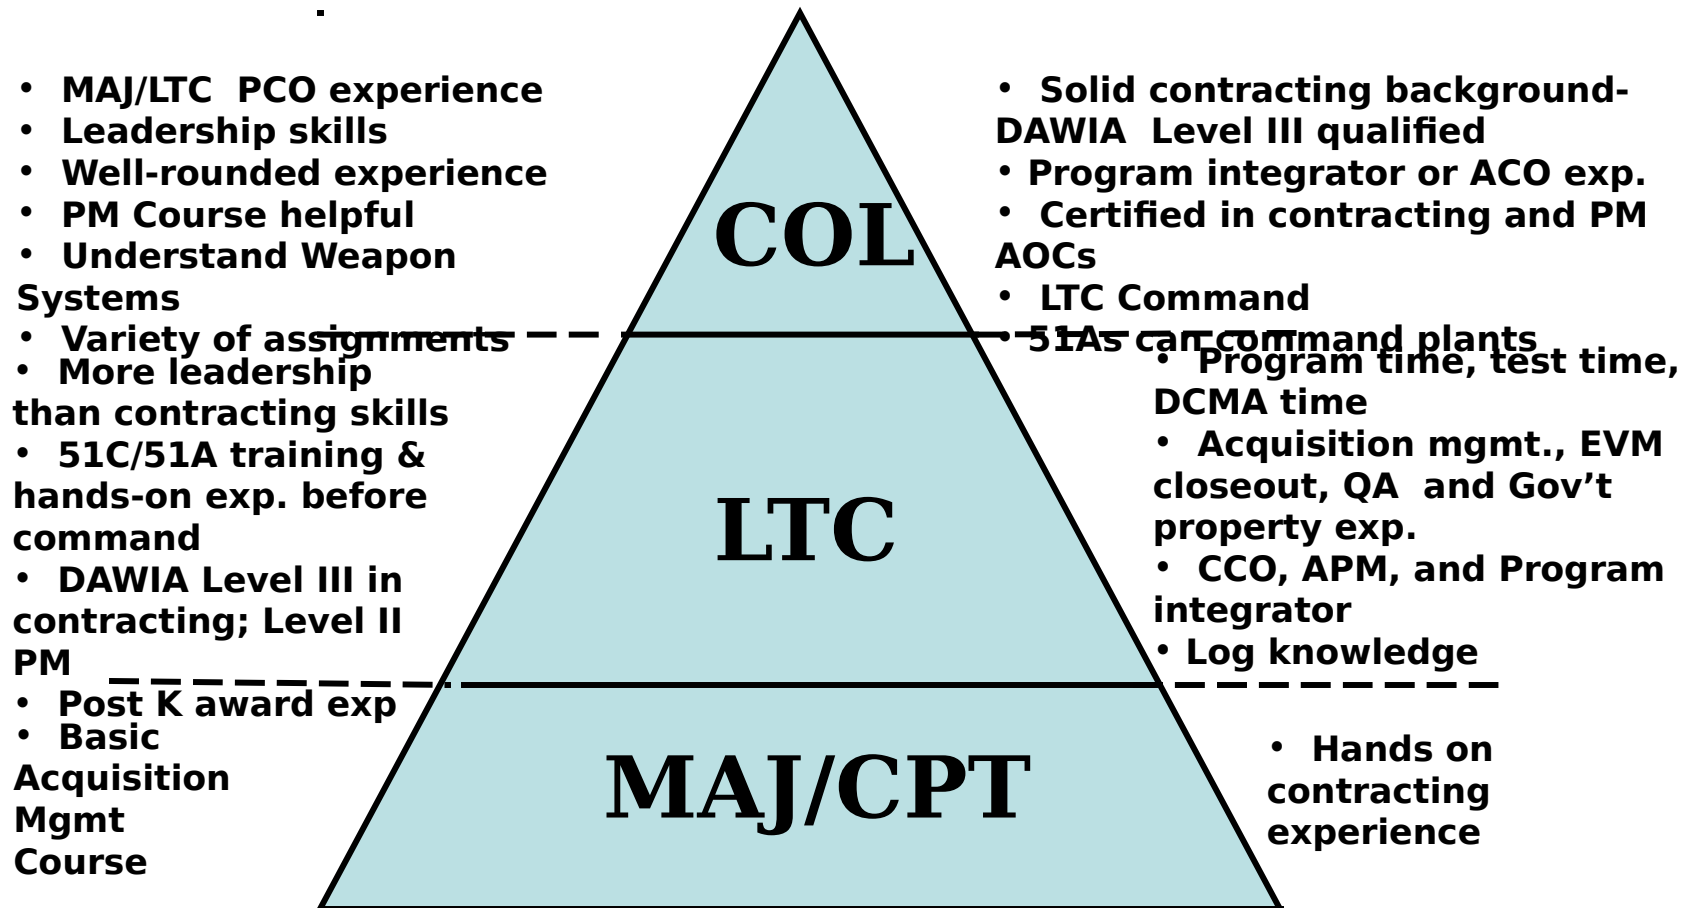 • MAJ/LTC  PCO experience
• Leadership skills
• Well-rounded experience
• PM Course helpful
• Understand Weapon
Systems
• Variety of assignments
• Solid contracting background-
DAWIA  Level III qualified
• Program integrator or ACO exp.
• Certified in contracting and PM
AOCs
• LTC Command
• 51As can command plants
COL
• More leadership
than contracting skills
• 51C/51A training &
hands-on exp. before
command
• DAWIA Level III in
contracting; Level II
PM
• Post K award exp
LTC
• Program time, test time,
DCMA time
• Acquisition mgmt., EVM
closeout, QA  and Gov’t
property exp.
• CCO, APM, and Program
integrator
• Log knowledge
• Basic
Acquisition
Mgmt
Course
MAJ/CPT
• Hands on
contracting
experience